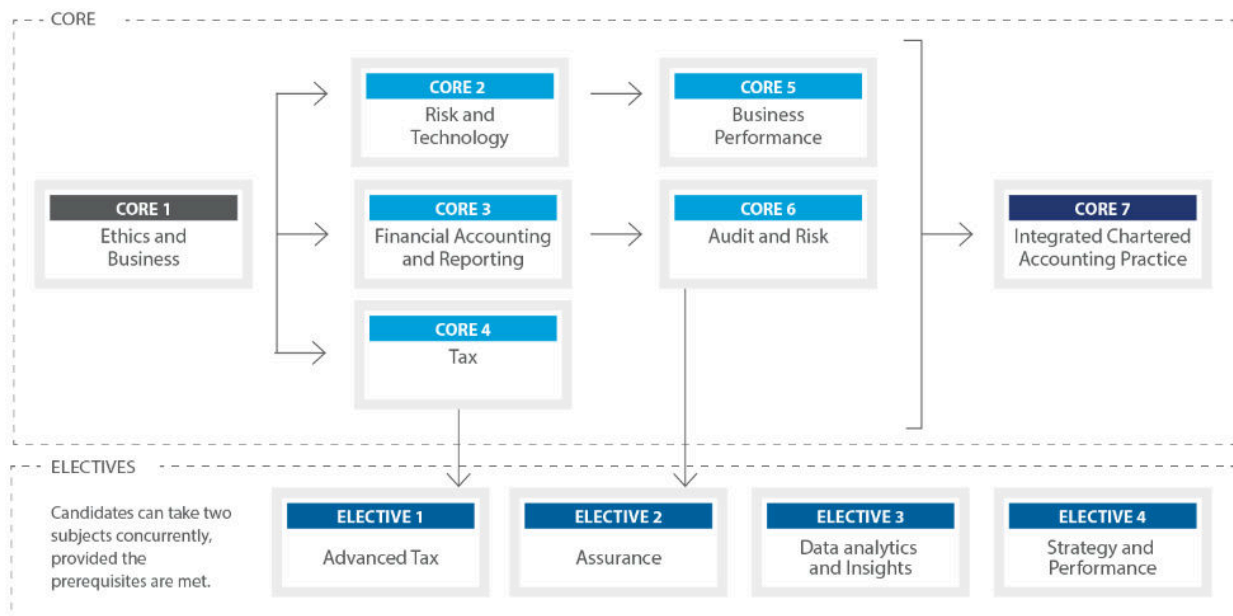 CORE
CORE 1
Ethics and
Business
CORE 2
Risk and
Technology
CORE 3
Financial Accounting
and Reporting
CORE 4
Tax
CORE 5
Business
Performance
CORE 6
Audit and Risk
CORE 7
Integrated Chartered
Accounting Practice
ELECTIVES
Candidates can take two
subjects concurrently,
provided the
prerequisites are met.
ELECTIVE 1
Advanced Tax
ELECTIVE 2
Assurance
ELECTIVE 3
Data analytics
and Insights
ELECTIVE 4
Strategy and
Performance